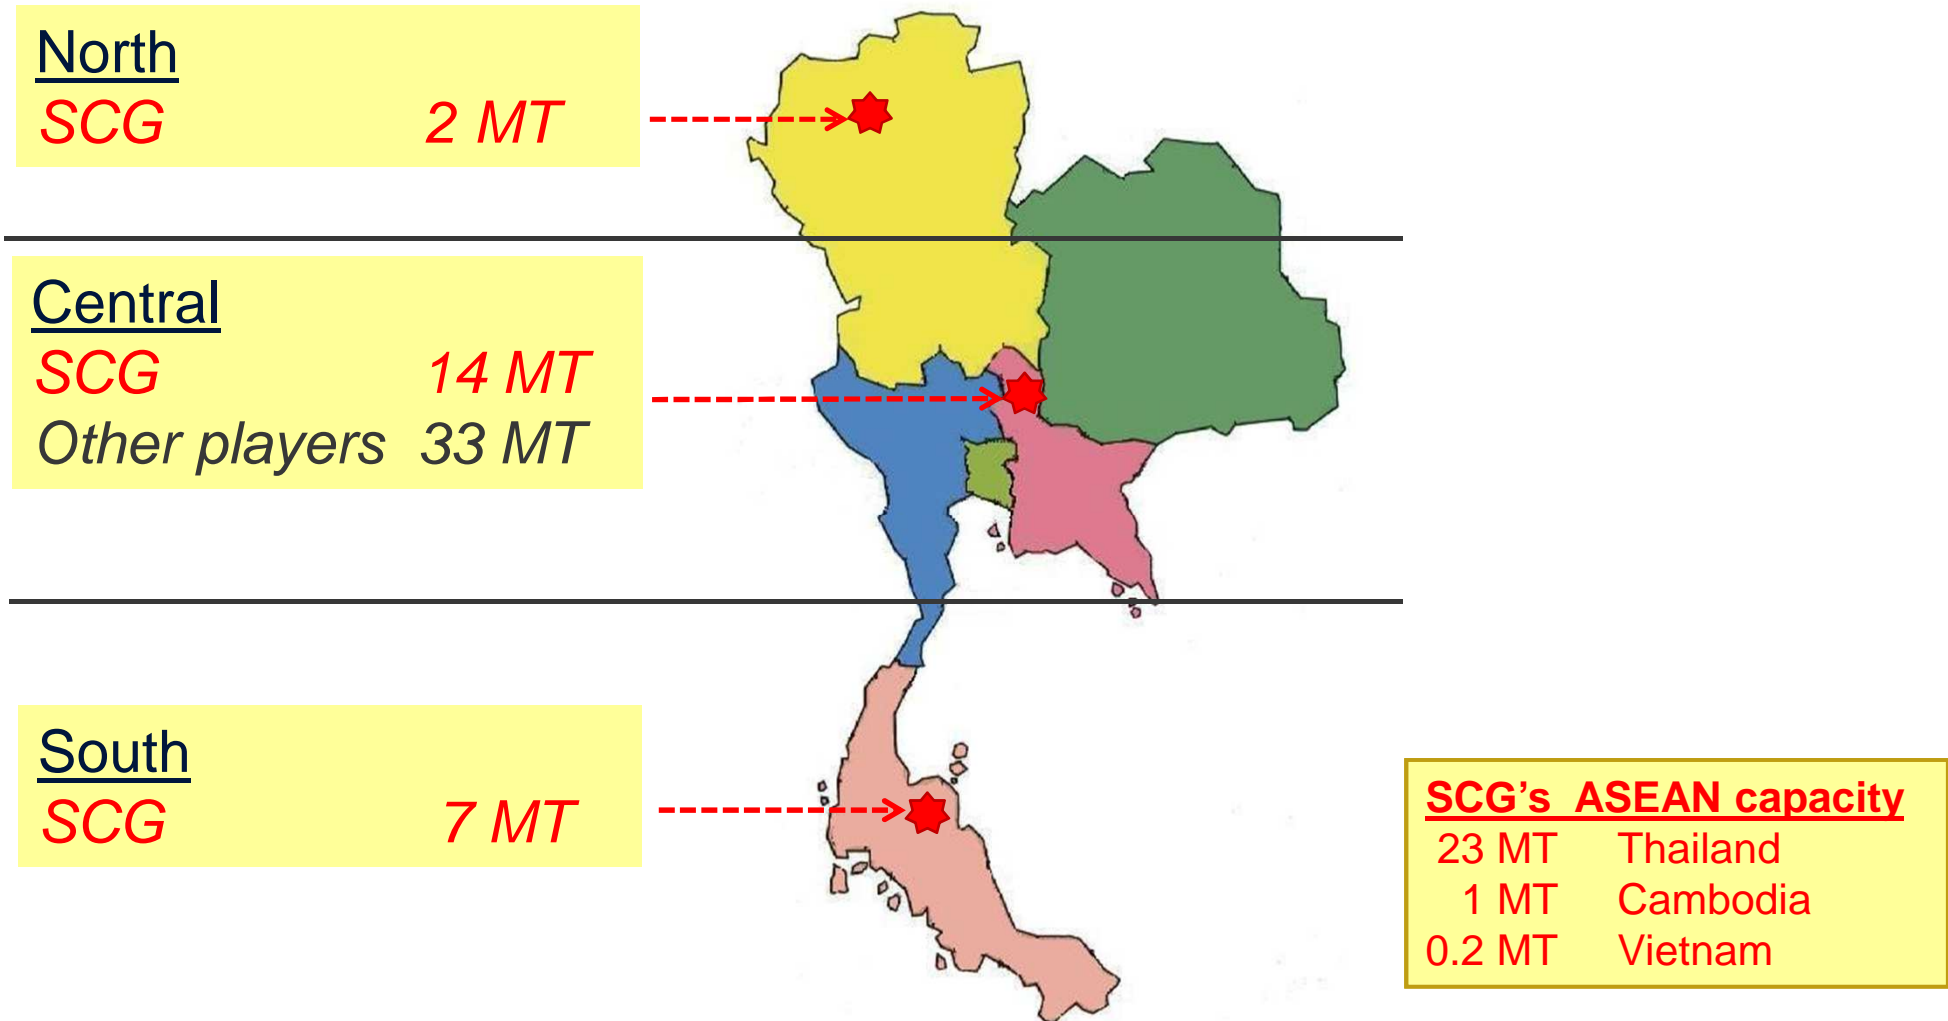 North
SCG 2 MT
Central
SCG 14 MT
Other players 33 MT
South
SCG 7 MT
SCG’s ASEAN capacity
23 MT Thailand
1 MT Cambodia
0.2 MT Vietnam